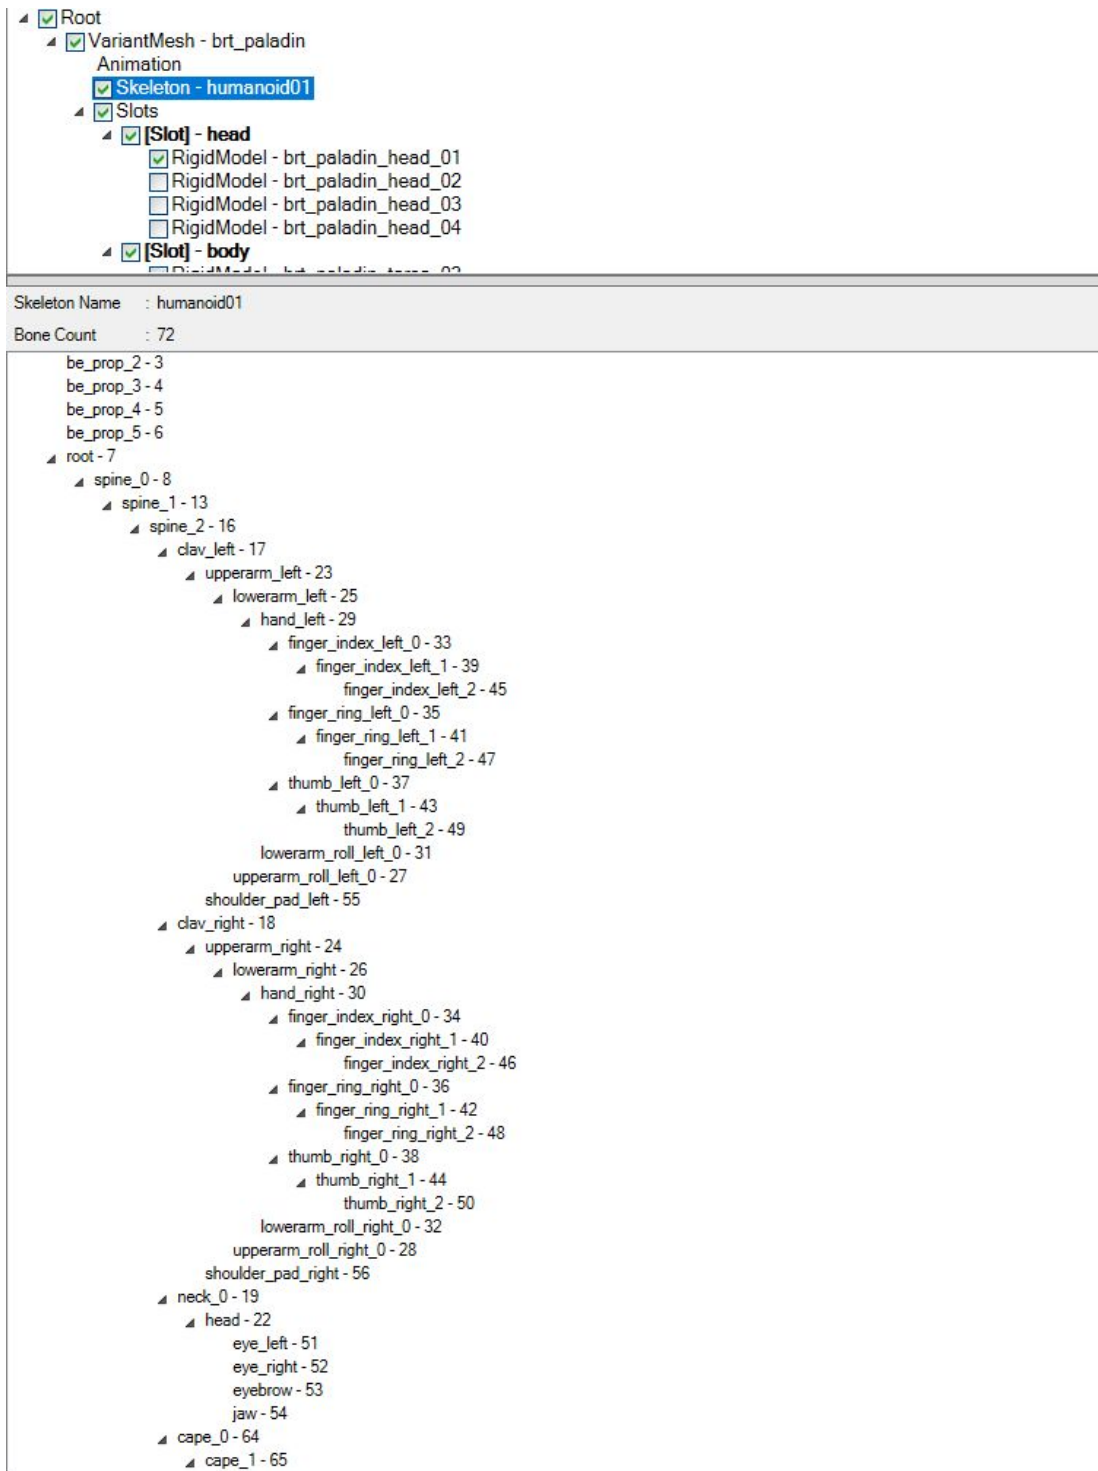 Root
VariantMesh - brt_paladin
Animation
Skeleton - humanoid01
Slots
[Slot] - head
RigidModel - brt_paladin_head_01
RigidModel - brt_paladin_head_02
RigidModel - brt_paladin_head_03
RigidModel - brt_paladin_head_04
[Slot] - body
Skeleton Name : humanoid01
Bone Count : 72
be_prop_2 - 3
be_prop_3 - 4
be_prop_4 - 5
be_prop_5 - 6
root - 7
spine_0 - 8
spine_1 - 13
spine_2 - 16
clav_left - 17
upperarm_left - 23
lowerarm_left - 25
hand_left - 29
finger_index_left_0 - 33
finger_index_left_1 - 39
finger_index_left_2 - 45
finger_ring_left_0 - 35
finger_ring_left_1 - 41
finger_ring_left_2 - 47
thumb_left_0 - 37
thumb_left_1 - 43
thumb_left_2 - 49
lowerarm_roll_left_0 - 31
upperarm_roll_left_0 - 27
shoulder_pad_left - 55
clav_right - 18
upperarm_right - 24
lowerarm_right - 26
hand_right - 30
finger_index_right_0 - 34
finger_index_right_1 - 40
finger_index_right_2 - 46
finger_ring_right_0 - 36
finger_ring_right_1 - 42
finger_ring_right_2 - 48
thumb_right_0 - 38
thumb_right_1 - 44
thumb_right_2 - 50
lowerarm_roll_right_0 - 32
upperarm_roll_right_0 - 28
shoulder_pad_right - 56
neck_0 - 19
head - 22
eye_left - 51
eye_right - 52
eyebrow - 53
jaw - 54
cape_0 - 64
cape_1 - 65